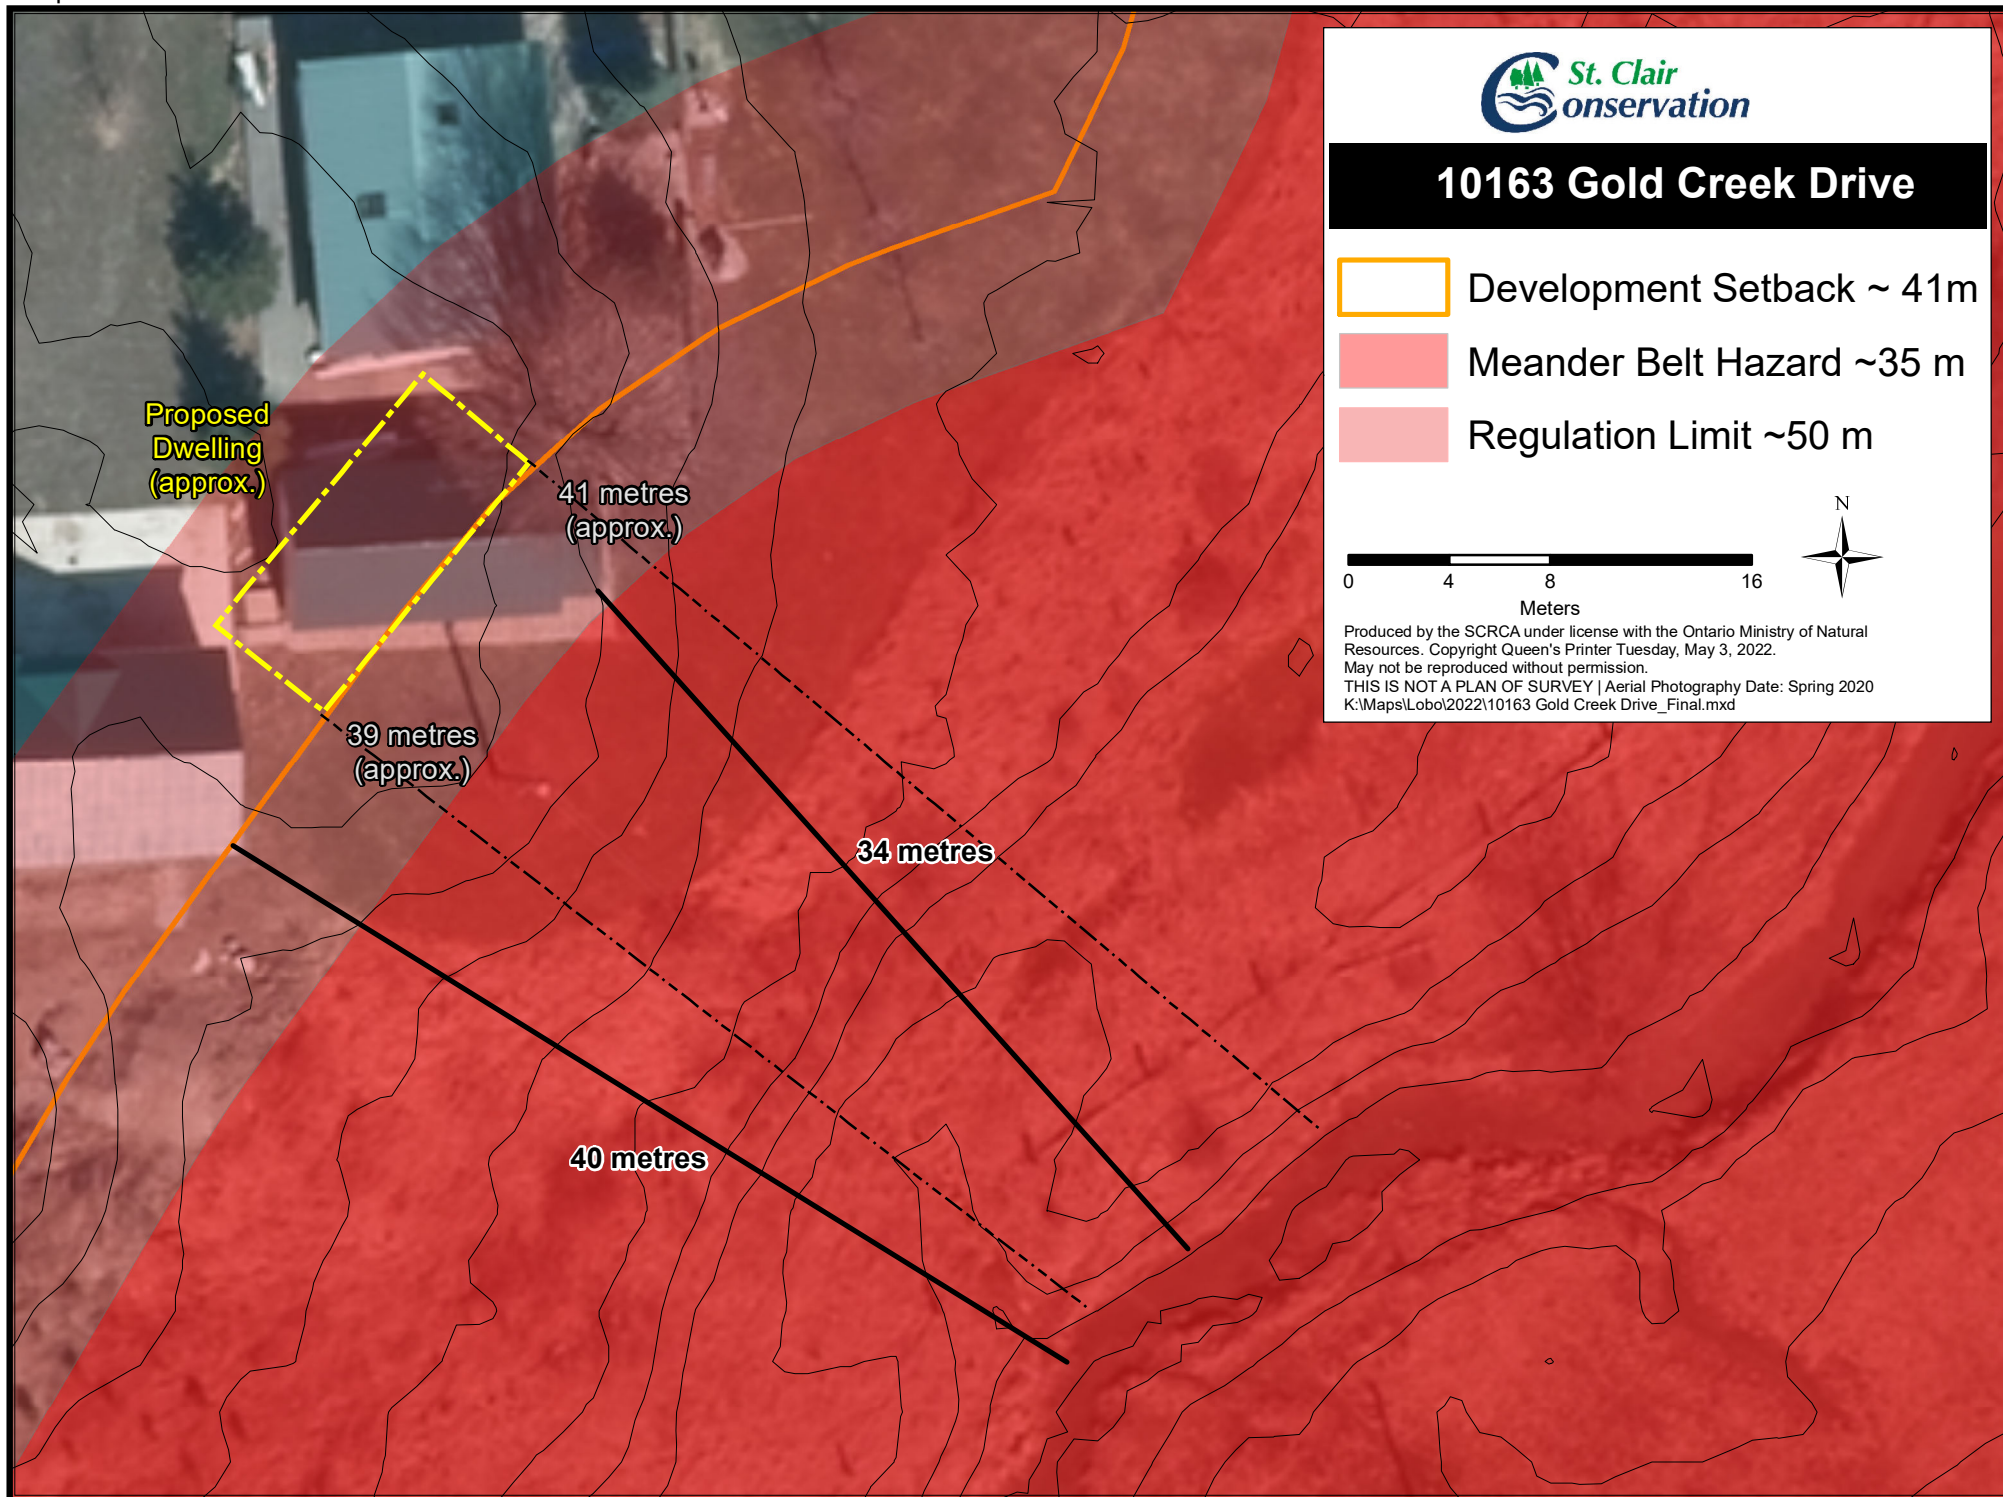 St. Clair
Conservation
10163 Gold Creek Drive
Development Setback ~ 41m
Meander Belt Hazard ~35 m
Regulation Limit ~50 m
N
0 4 8 16
Meters
Produced by the SCRCA under license with the Ontario Ministry of Natural
Resources. Copyright Queen's Printer Tuesday, May 3, 2022.
May not be reproduced without permission.
THIS IS NOT A PLAN OF SURVEY | Aerial Photography Date: Spring 2020
K:\Maps\Lobo\2022\10163 Gold Creek Drive_Final.mxd
Proposed
Dwelling
(approx.)
41 metres
(approx.)
39 metres
(approx.)
34 metres
40 metres